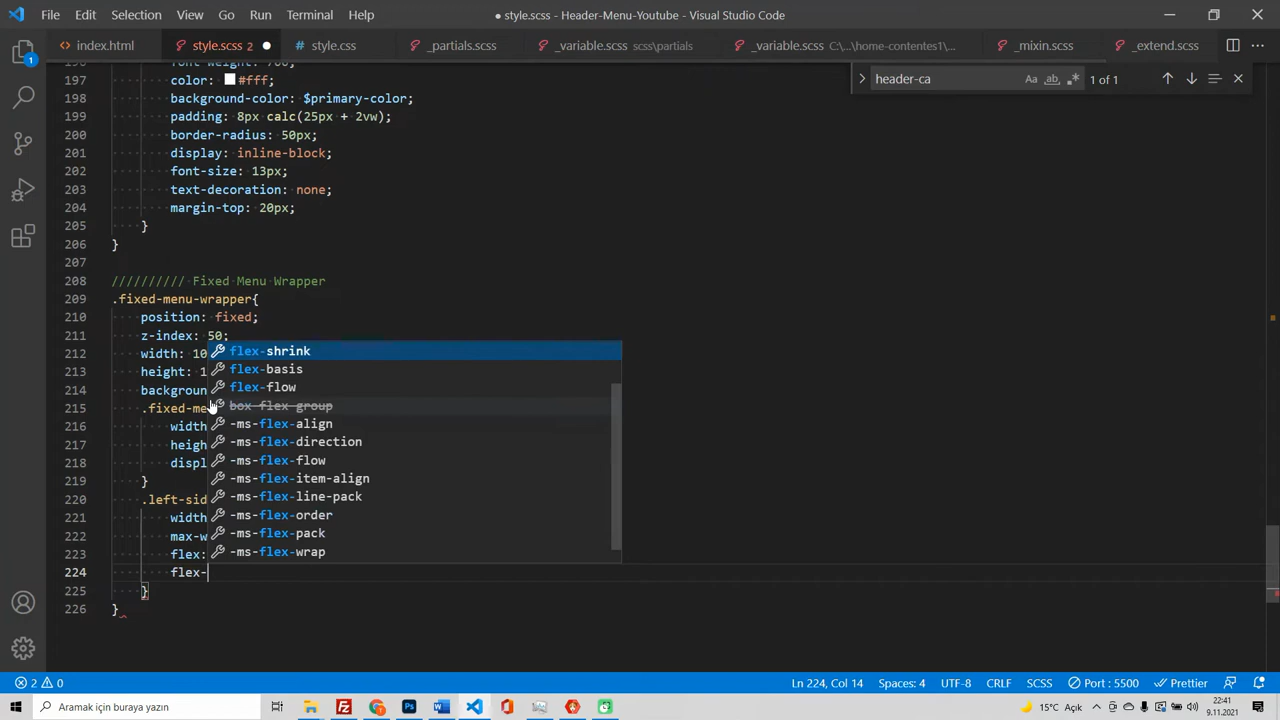 File Edit Selection View Go Run Terminal Help
● style.scss - Header-Menu-Youtube - Visual Studio Code
index.html
style.scss 2
style.css
_partials.scss
_variable.scss scss\partials
_variable.scss C:\...\home-contentes1\...
_mixin.scss
_extend.scss
header-ca
Aa
ab
1 of 1
197 color: #fff;
198 background-color: $primary-color;
199 padding: 8px calc(25px + 2vw);
200 border-radius: 50px;
201 display: inline-block;
202 font-size: 13px;
203 text-decoration: none;
204 margin-top: 20px;
205 }
206 }
207
208 ////////// Fixed Menu Wrapper
209 .fixed-menu-wrapper{
210 position: fixed;
211 z-index: 50;
212 width: 10
213 height: 1
214 backgroun
215 .fixed-me
216 width
217 heigh
218 displ
219 }
220 .left-sid
221 width
222 max-w
223 flex:
224 flex-
225 }
226 }
flex-shrink
flex-basis
flex-flow
box-flex-group
-ms-flex-align
-ms-flex-direction
-ms-flex-flow
-ms-flex-item-align
-ms-flex-line-pack
-ms-flex-order
-ms-flex-pack
-ms-flex-wrap
1
2 0
Ln 224, Col 14 Spaces: 4 UTF-8 CRLF SCSS Port : 5500 Prettier
Aramak için buraya yazın
15°C Açık
22:41
9.11.2021